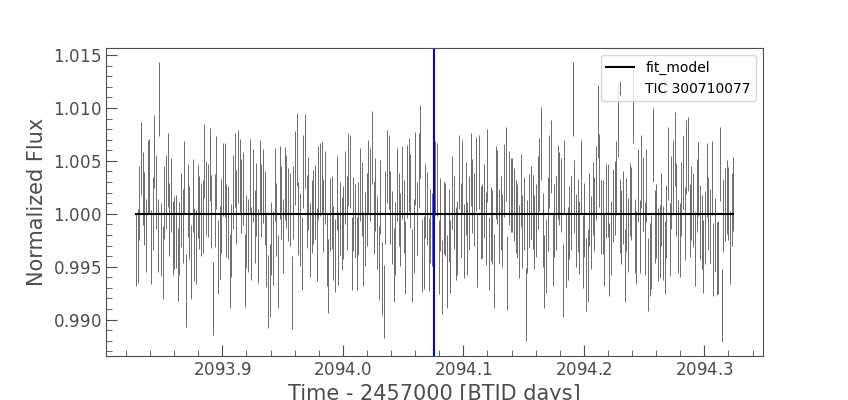 1.015
1.010
1.005
1.000
0.995
0.990
Normalized Flux
fit_model
TIC 300710077
2093.9
2094.0
2094.1
2094.2
2094.3
Time - 2457000 [BTJD days]